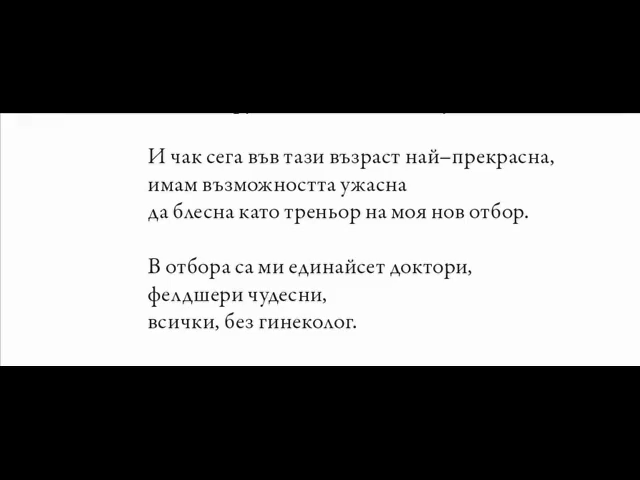 И чак сега във тази възраст най–прекрасна,
имам възможността ужасна
да блесна като треньор на моя нов отбор.
В отбора са ми единайсет доктори,
фелдшери чудесни,
всички, без гинеколог.